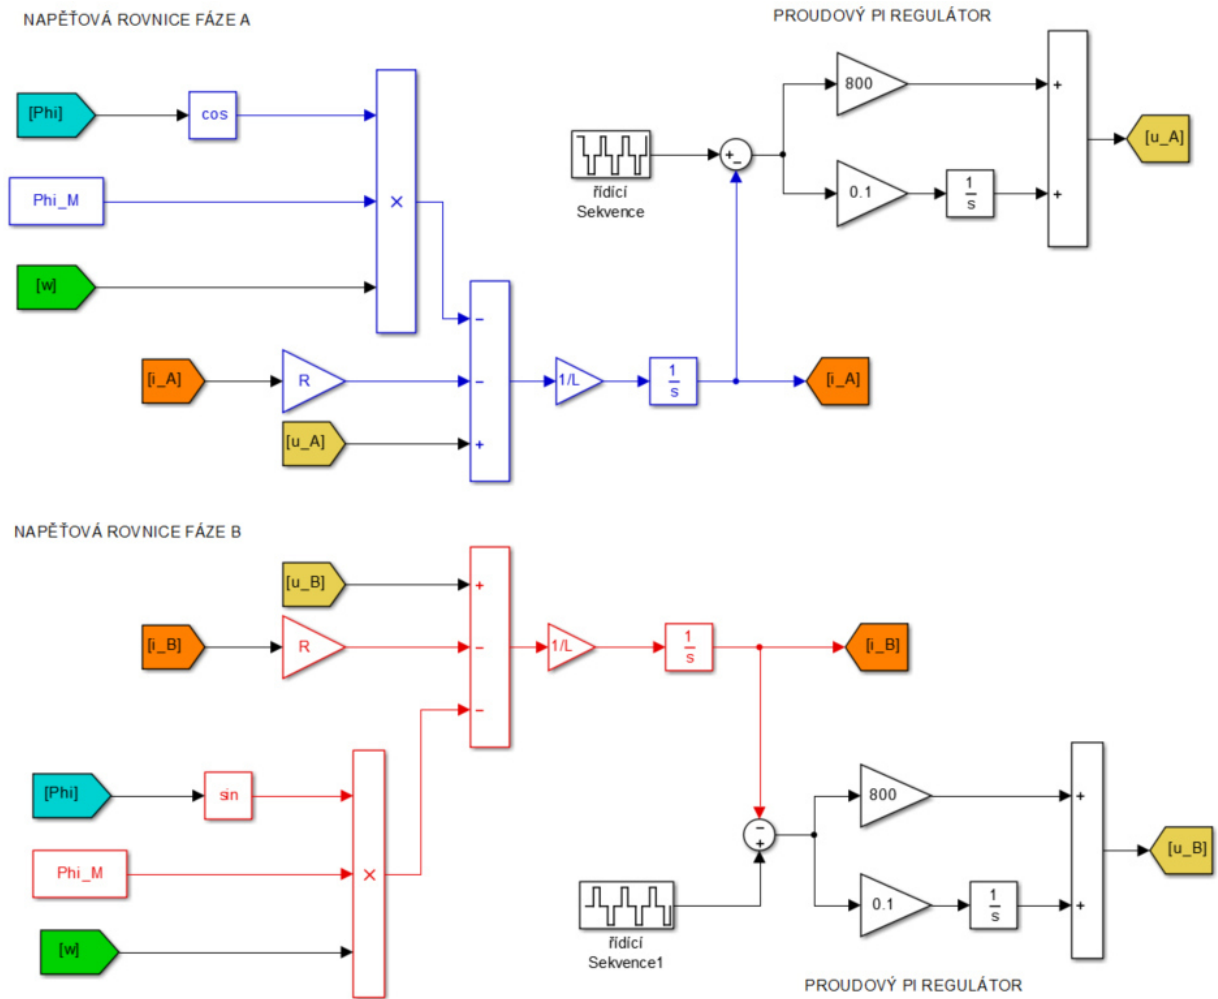 NAPĚŤOVÁ ROVNICE FÁZE A
PROUDOVÝ PI REGULÁTOR
[Phi]
cos
Phi_M
×
[w]
800
řídící
Sekvence
+
−
0.1
1
s
+
+
[u_A]
[i_A]
R
[u_A]
−
−
+
1/L
1
s
[i_A]
NAPĚŤOVÁ ROVNICE FÁZE B
[u_B]
[i_B]
R
+
−
−
1/L
1
s
[i_B]
[Phi]
sin
Phi_M
×
[w]
−
+
řídící
Sekvence1
800
0.1
1
s
+
+
[u_B]
PROUDOVÝ PI REGULÁTOR